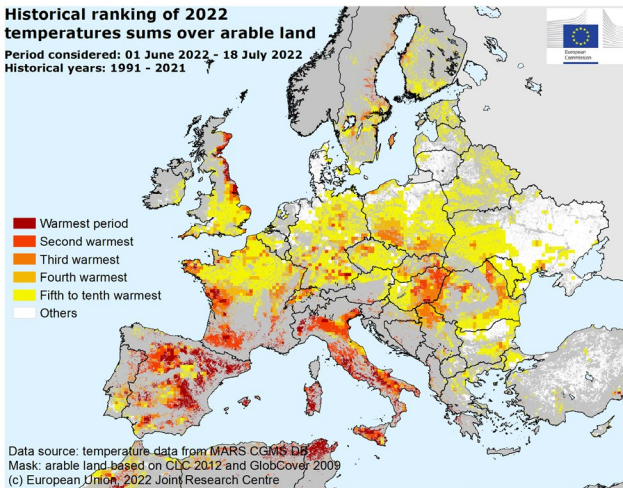 Historical ranking of 2022
temperatures sums over arable land
Period considered: 01 June 2022 - 18 July 2022
Historical years: 1991 - 2021
European
Commission
Warmest period
Second warmest
Third warmest
Fourth warmest
Fifth to tenth warmest
Others
Data source: temperature data from MARS CGMS DB
Mask: arable land based on CLC 2012 and GlobCover 2009
(c) European Union, 2022 Joint Research Centre